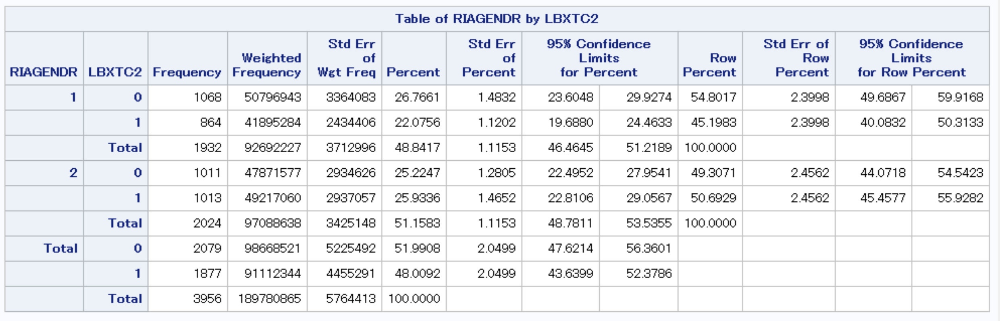 Table of RIAGENDR by LBXTC2
RIAGENDR LBXTC2 Frequency Weighted Frequency Std Err of Wgt Freq Percent Std Err of Percent 95% Confidence Limits for Percent Row Percent Std Err of Row Percent 95% Confidence Limits for Row Percent
1 0 1068 50796943 3364083 26.7661 1.4832 23.6048 29.9274 54.8017 2.3998 49.6867 59.9168
1 864 41895284 2434406 22.0756 1.1202 19.6880 24.4633 45.1983 2.3998 40.0832 50.3133
Total 1932 92692227 3712996 48.8417 1.1153 46.4645 51.2189 100.0000
2 0 1011 47871577 2934626 25.2247 1.2805 22.4952 27.9541 49.3071 2.4562 44.0718 54.5423
1 1013 49217060 2937057 25.9336 1.4652 22.8106 29.0567 50.6929 2.4562 45.4577 55.9282
Total 2024 97088638 3425148 51.1583 1.1153 48.7811 53.5355 100.0000
Total 0 2079 98668521 5225492 51.9908 2.0499 47.6214 56.3601
1 1877 91112344 4455291 48.0092 2.0499 43.6399 52.3786
Total 3956 189780865 5764413 100.0000